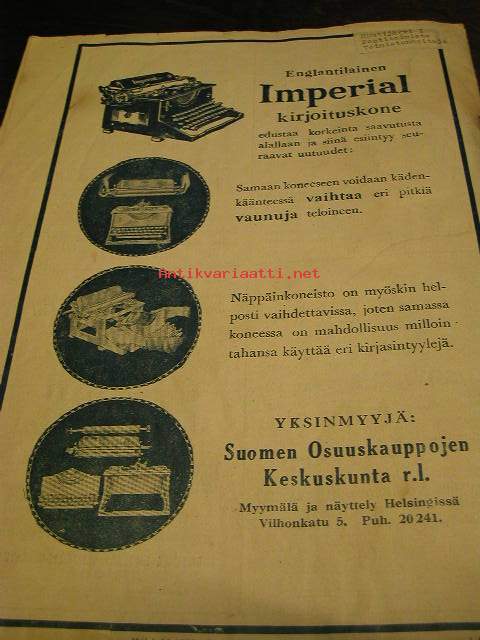 Englantilainen
Imperial
kirjoituskone
edustaa korkeinta saavutusta
alallaan ja siinä esiintyy seu-
raavat uutuudet:
Samaan koneeseen voidaan käden-
käänteessä vaihtaa eri pitkiä
vaunuja teloineen.
Antikvariaatti.net
Näppäinkoneisto on myöskin hel-
posti vaihdettavissa, joten samassa
koneessa on mahdollisuus milloin
tahansa käyttää eri kirjasintyylejä.
YKSINMYYJÄ:
Suomen Osuuskauppojen
Keskuskunta r.l.
Myymälä ja näyttely Helsingissä
Vilhonkatu 5. Puh. 20 241.